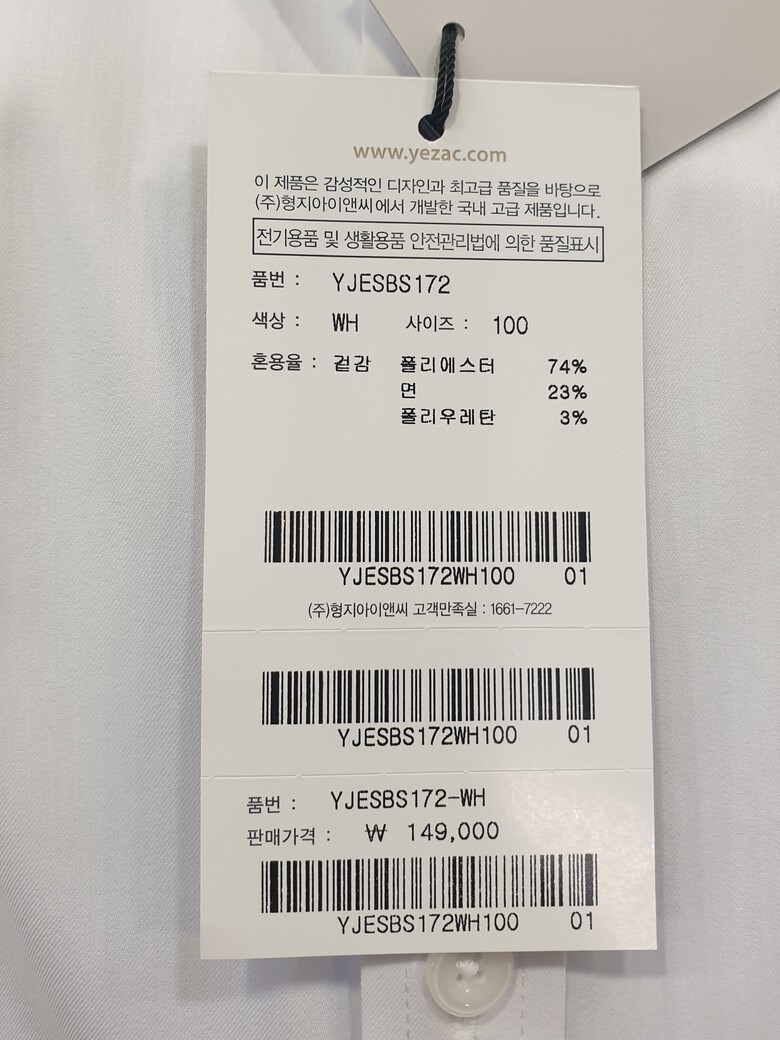 www.yezac.com
이 제품은 감성적인 디자인과 최고급 품질을 바탕으로
(주)형지아이앤씨에서 개발한 국내 고급 제품입니다.
전기용품 및 생활용품 안전관리법에 의한 품질표시
품번 : YJESBS172
색상 : WH 사이즈 : 100
혼용율 : 겉감 폴리에스터 74%
면 23%
폴리우레탄 3%
YJESBS172WH100 01
(주)형지아이앤씨 고객만족실 : 1661-7222
YJESBS172WH100 01
품번 : YJESBS172-WH
판매가격 : ₩ 149,000
YJESBS172WH100 01